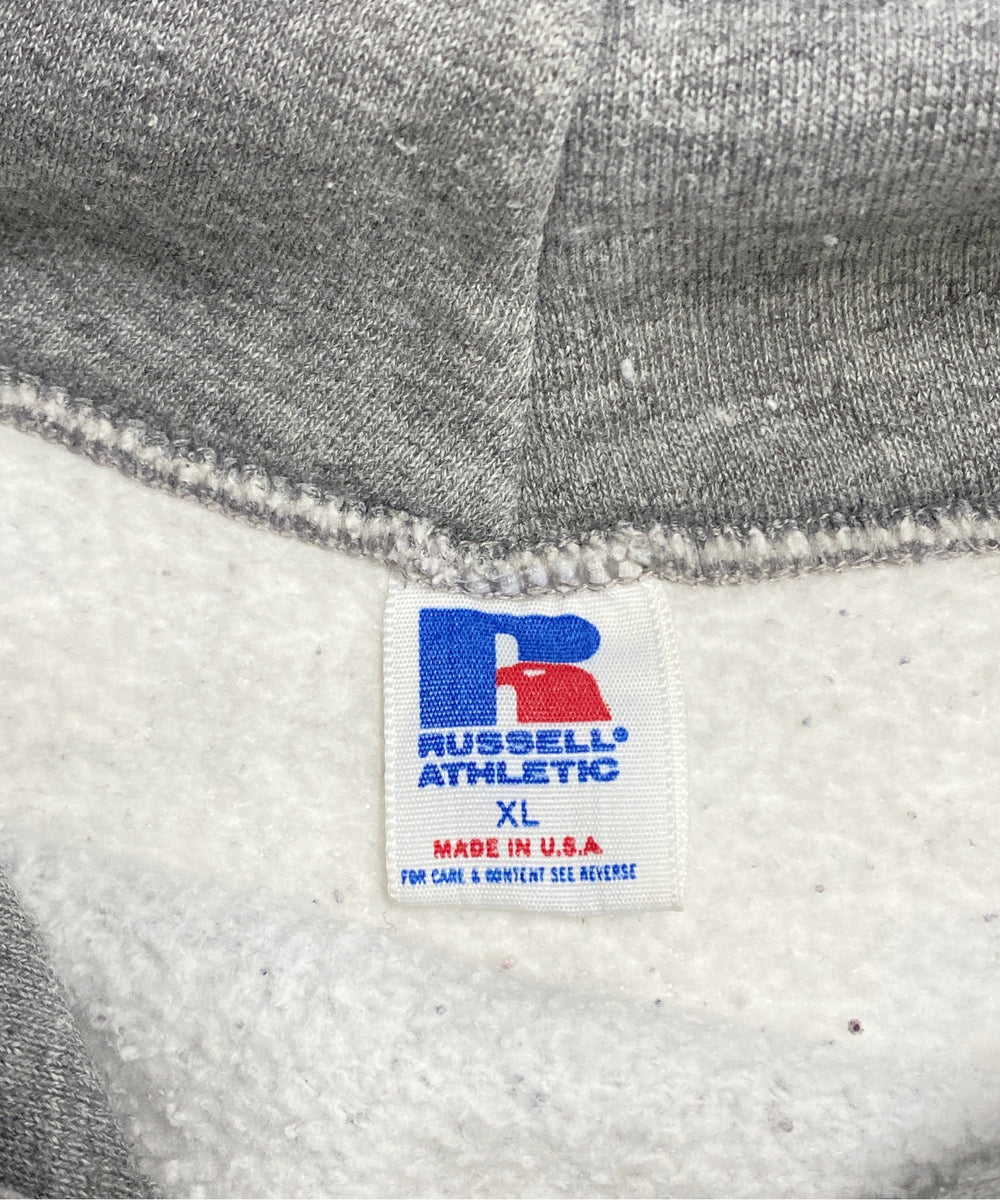 R
RUSSELL®
ATHLETIC
XL
MADE IN U.S.A.
FOR CARE & CONTENT SEE REVERSE